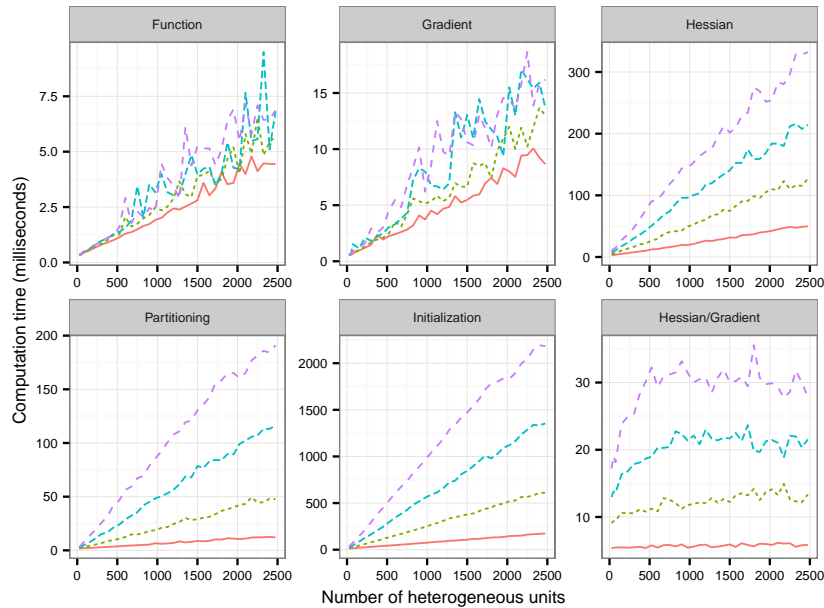 Function
Gradient
Hessian
7.5
5.0
2.5
0.0
15
10
5
0
300
200
100
0
0 500 1000 1500 2000 2500
0 500 1000 1500 2000 2500
0 500 1000 1500 2000 2500
Partitioning
Initialization
Hessian/Gradient
200
150
100
50
0
2000
1500
1000
500
0
30
20
10
0 500 1000 1500 2000 2500
0 500 1000 1500 2000 2500
0 500 1000 1500 2000 2500
Computation time (milliseconds)
Number of heterogeneous units